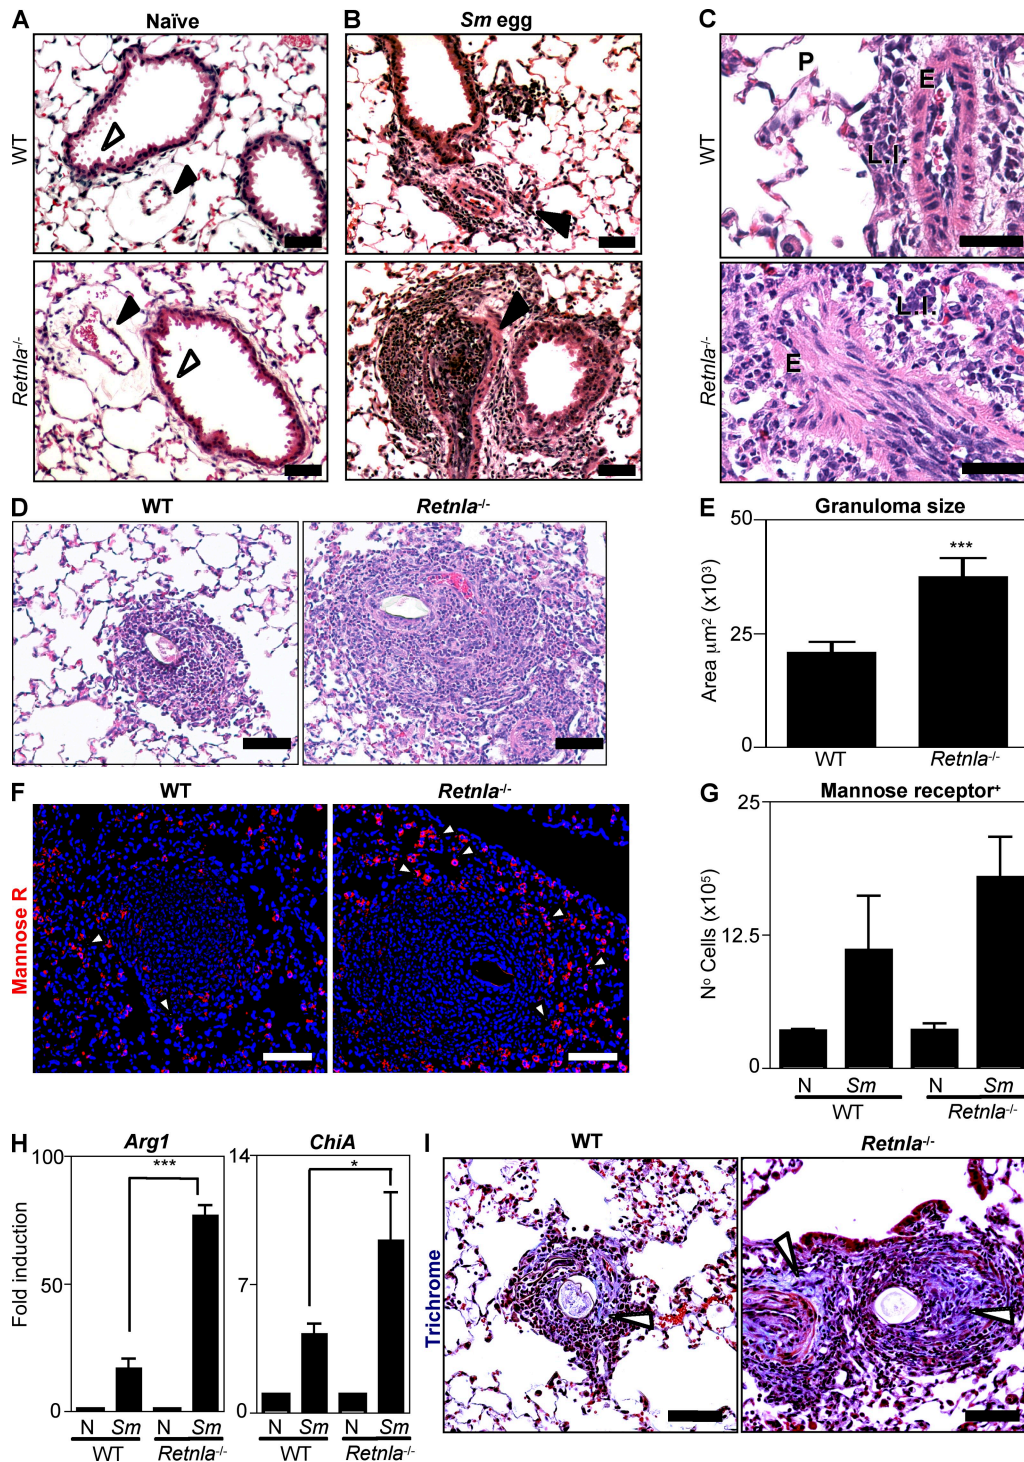 A
Naïve
B
Sm egg
C
WT
Retnla-/-
P
E
L.I.
WT
L.I.
E
Retnla-/-
D
WT
Retnla-/-
E
Granuloma size
Area µm² (x10³)
50
25
0
***
WT
Retnla-/-
F
WT
Retnla-/-
Mannose R
G
Mannose receptor⁺
Nº Cells (x10⁵)
25
12.5
0
N
Sm
N
Sm
WT
Retnla-/-
H
Arg1
ChiA
Fold induction
100
50
0
***
14
7
0
*
N
Sm
N
Sm
WT
Retnla-/-
N
Sm
N
Sm
WT
Retnla-/-
I
WT
Retnla-/-
Trichrome